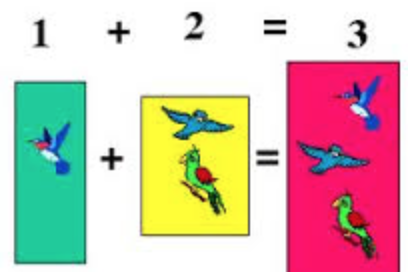 1 + 2 = 3
+ =